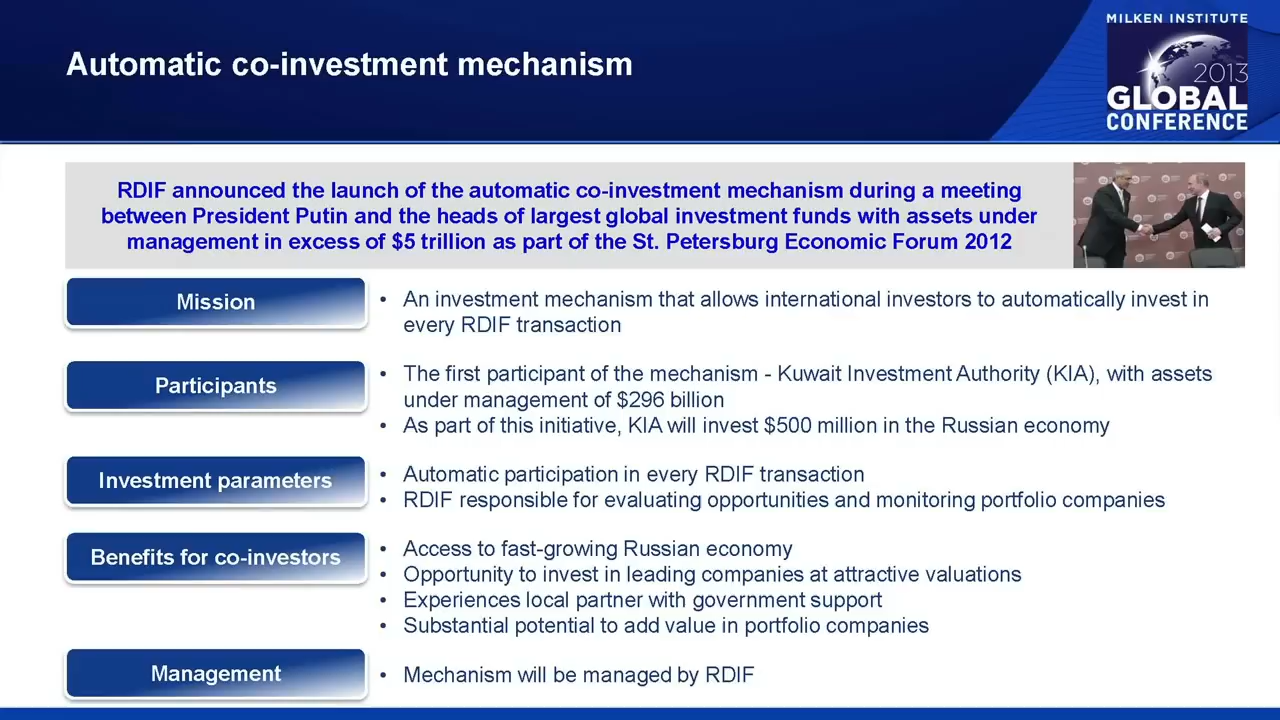 MILKEN INSTITUTE
2013
GLOBAL
CONFERENCE
Automatic co-investment mechanism
RDIF announced the launch of the automatic co-investment mechanism during a meeting
between President Putin and the heads of largest global investment funds with assets under
management in excess of $5 trillion as part of the St. Petersburg Economic Forum 2012
Mission
• An investment mechanism that allows international investors to automatically invest in
every RDIF transaction
Participants
• The first participant of the mechanism - Kuwait Investment Authority (KIA), with assets
under management of $296 billion
• As part of this initiative, KIA will invest $500 million in the Russian economy
Investment parameters
• Automatic participation in every RDIF transaction
• RDIF responsible for evaluating opportunities and monitoring portfolio companies
Benefits for co-investors
• Access to fast-growing Russian economy
• Opportunity to invest in leading companies at attractive valuations
• Experiences local partner with government support
• Substantial potential to add value in portfolio companies
Management
• Mechanism will be managed by RDIF